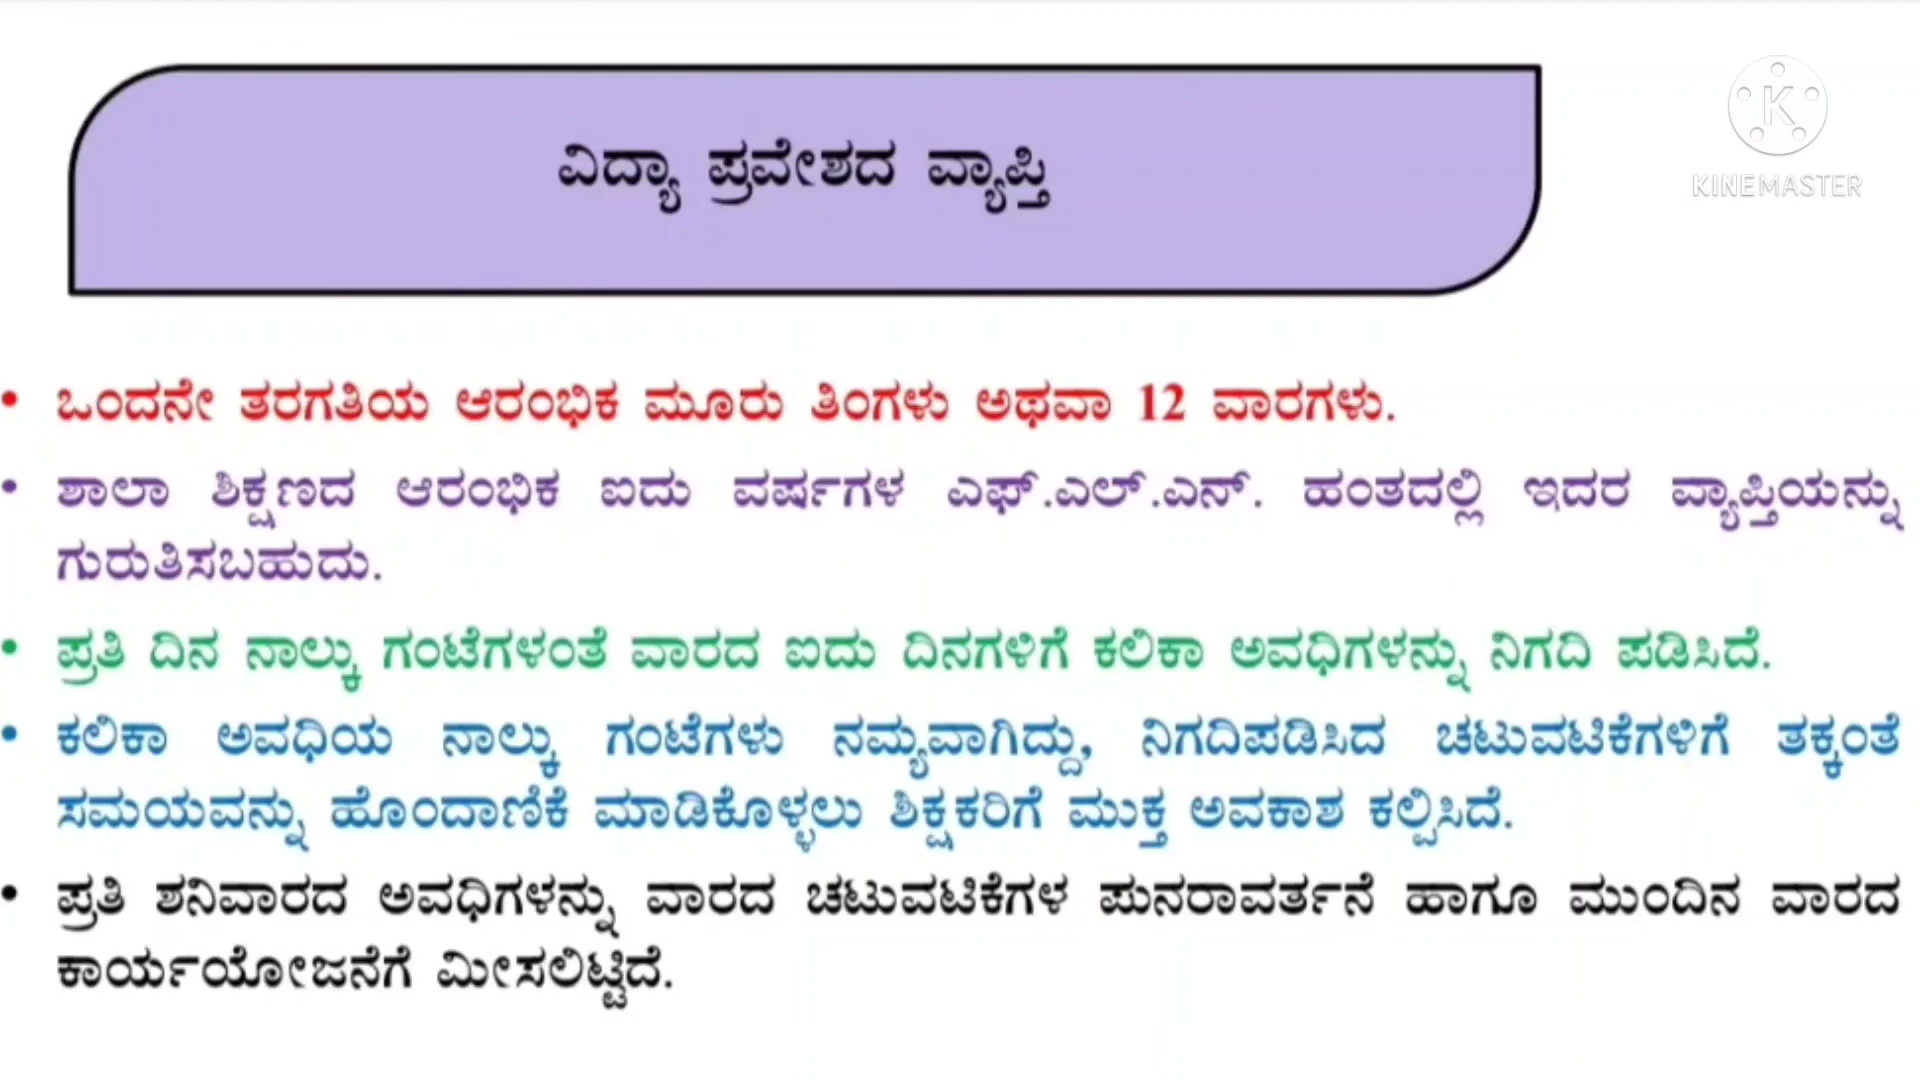 ವಿದ್ಯಾ ಪ್ರವೇಶದ ವ್ಯಾಪ್ತಿ
KINEMASTER
• ಒಂದನೇ ತರಗತಿಯ ಆರಂಭಿಕ ಮೂರು ತಿಂಗಳು ಅಥವಾ 12 ವಾರಗಳು.
• ಶಾಲಾ ಶಿಕ್ಷಣದ ಆರಂಭಿಕ ಐದು ವರ್ಷಗಳ ಎಫ್.ಎಲ್.ಎನ್. ಹಂತದಲ್ಲಿ ಇದರ ವ್ಯಾಪ್ತಿಯನ್ನು
ಗುರುತಿಸಬಹುದು.
• ಪ್ರತಿ ದಿನ ನಾಲ್ಕು ಗಂಟೆಗಳಂತೆ ವಾರದ ಐದು ದಿನಗಳಿಗೆ ಕಲಿಕಾ ಅವಧಿಗಳನ್ನು ನಿಗದಿ ಪಡಿಸಿದೆ.
• ಕಲಿಕಾ ಅವಧಿಯ ನಾಲ್ಕು ಗಂಟೆಗಳು ನಮ್ಯವಾಗಿದ್ದು, ನಿಗದಿಪಡಿಸಿದ ಚಟುವಟಿಕೆಗಳಿಗೆ ತಕ್ಕಂತೆ
ಸಮಯವನ್ನು ಹೊಂದಾಣಿಕೆ ಮಾಡಿಕೊಳ್ಳಲು ಶಿಕ್ಷಕರಿಗೆ ಮುಕ್ತ ಅವಕಾಶ ಕಲ್ಪಿಸಿದೆ.
• ಪ್ರತಿ ಶನಿವಾರದ ಅವಧಿಗಳನ್ನು ವಾರದ ಚಟುವಟಿಕೆಗಳ ಪುನರಾವರ್ತನೆ ಹಾಗೂ ಮುಂದಿನ ವಾರದ
ಕಾರ್ಯಯೋಜನೆಗೆ ಮೀಸಲಿಟ್ಟಿದೆ.